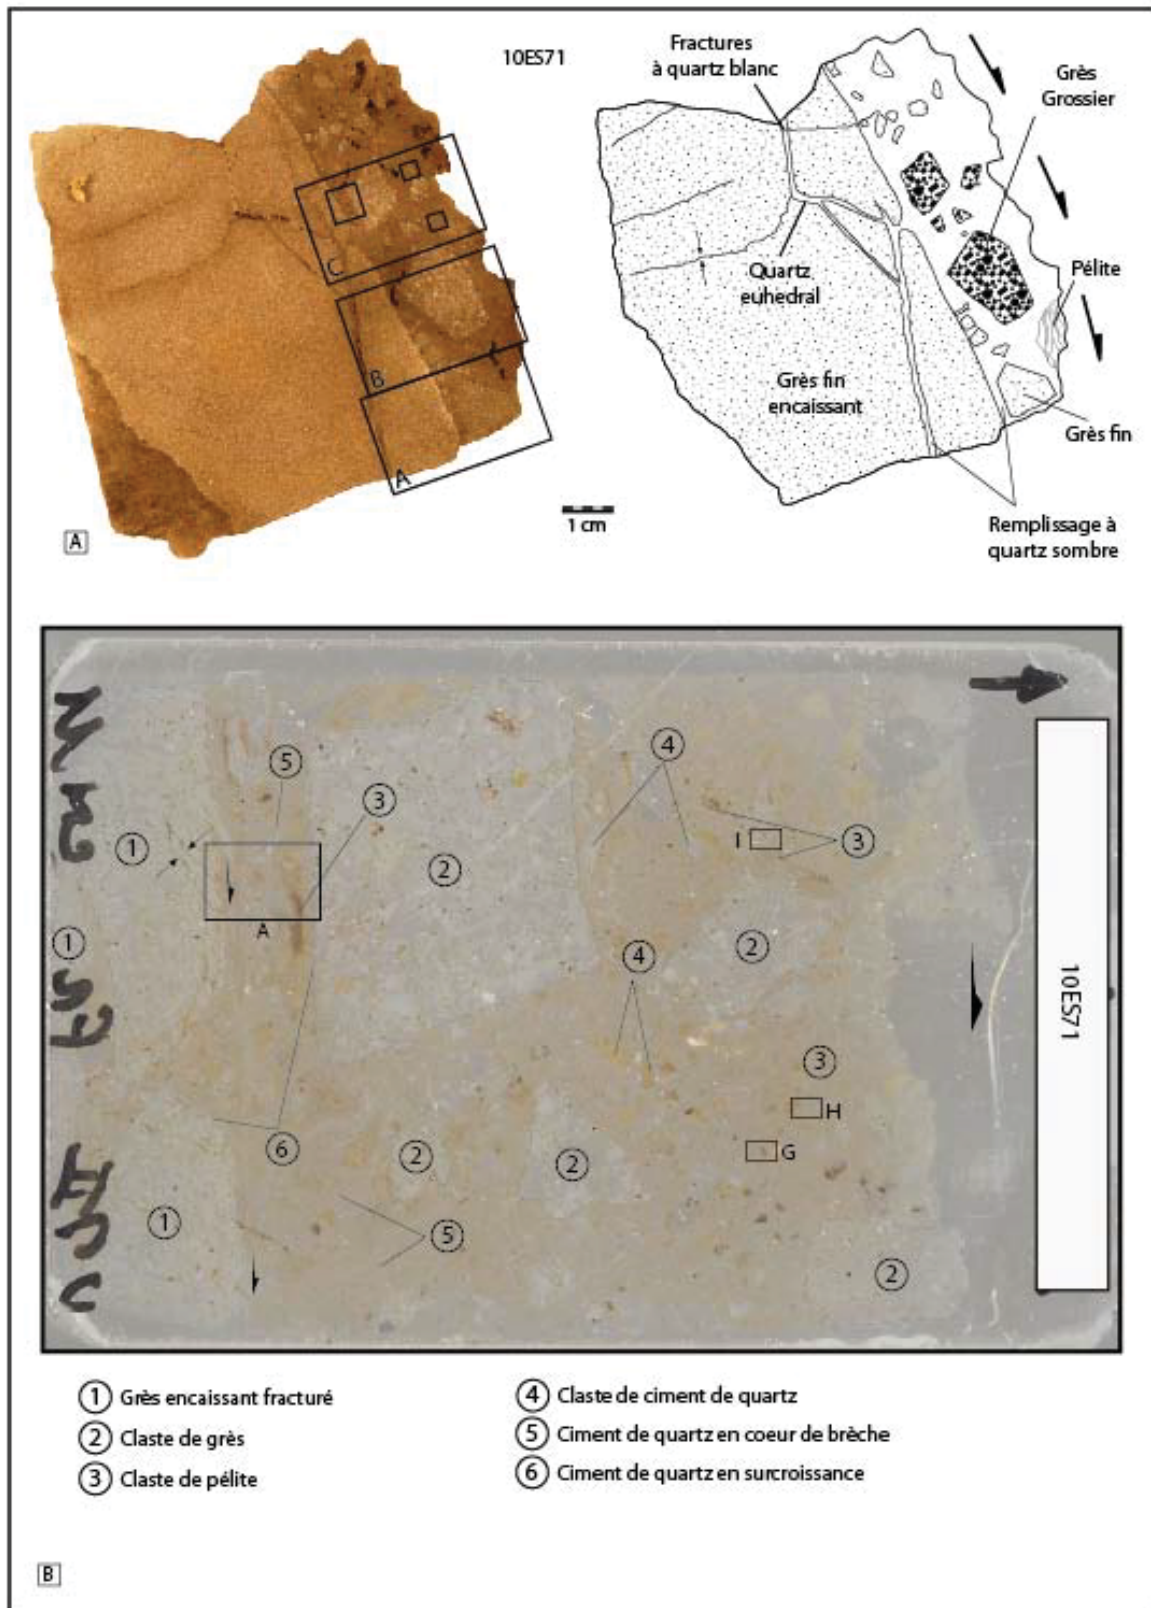 10ES71
Fractures
à quartz blanc
Grès
Grossier
Pélite
Quartz
euhedral
Grès fin
encaissant
Grès fin
Remplissage à
quartz sombre
C
B
A
1 cm
A
5
4
3
1
I
3
2
A
2
1
4
10ES71
3
H
6
2
2
G
1
5
2
1 Grès encaissant fracturé
2 Claste de grès
3 Claste de pélite
4 Claste de ciment de quartz
5 Ciment de quartz en coeur de brèche
6 Ciment de quartz en surcroissance
B